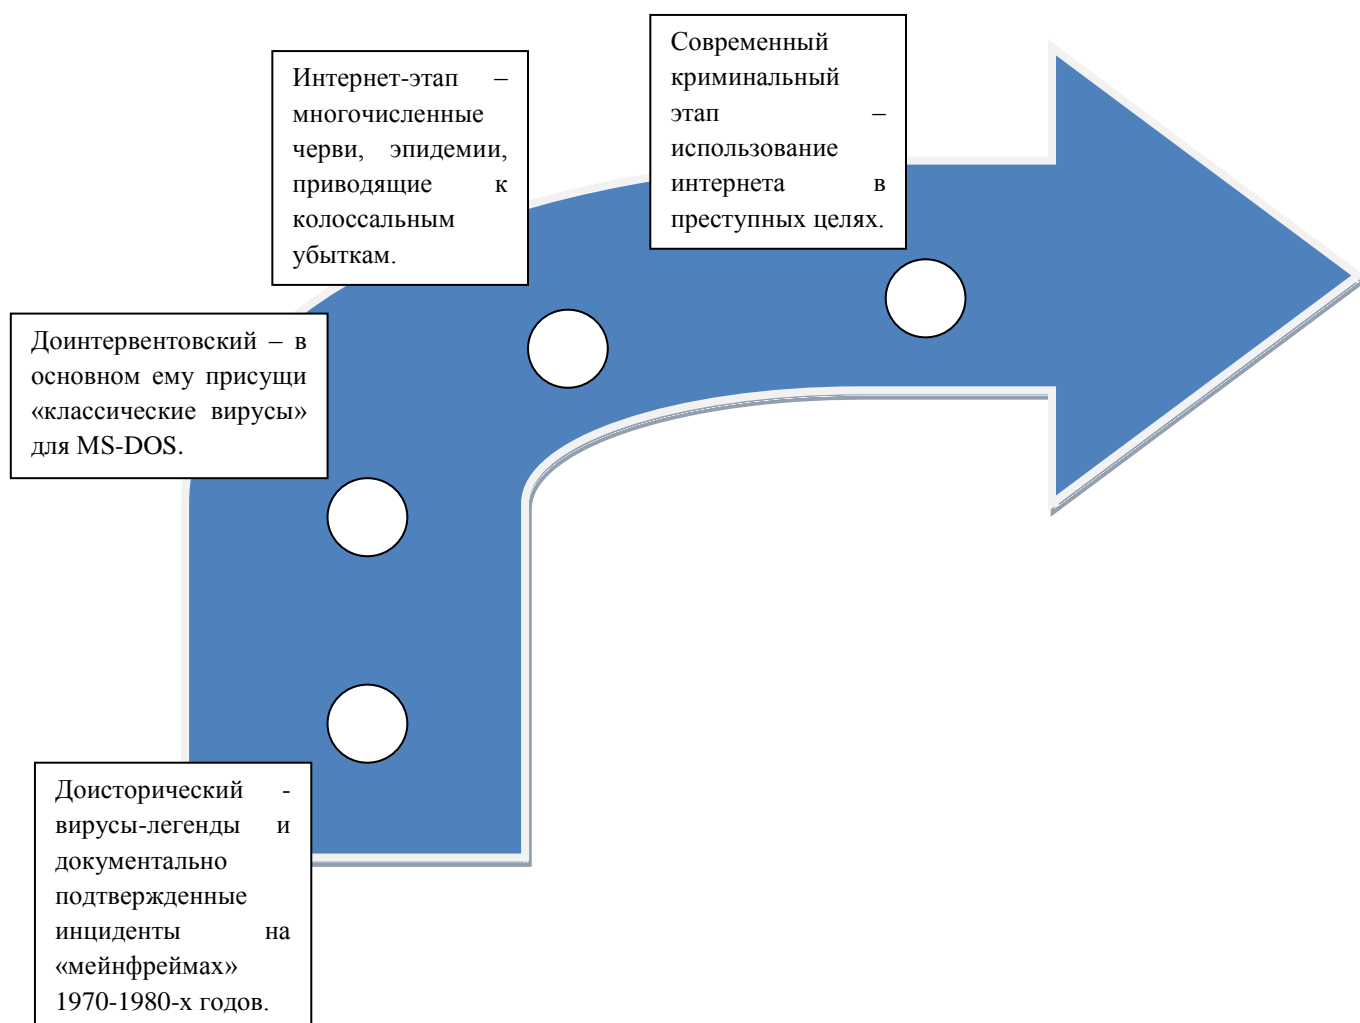 Современный
криминальный
этап –
использование
интернета в
преступных целях.
Интернет-этап –
многочисленные
черви, эпидемии,
приводящие к
колоссальным
убыткам.
Доинтервентовский – в
основном ему присущи
«классические вирусы»
для MS-DOS.
Доисторический -
вирусы-легенды и
документально
подтвержденные
инциденты на
«мейнфреймах»
1970-1980-х годов.